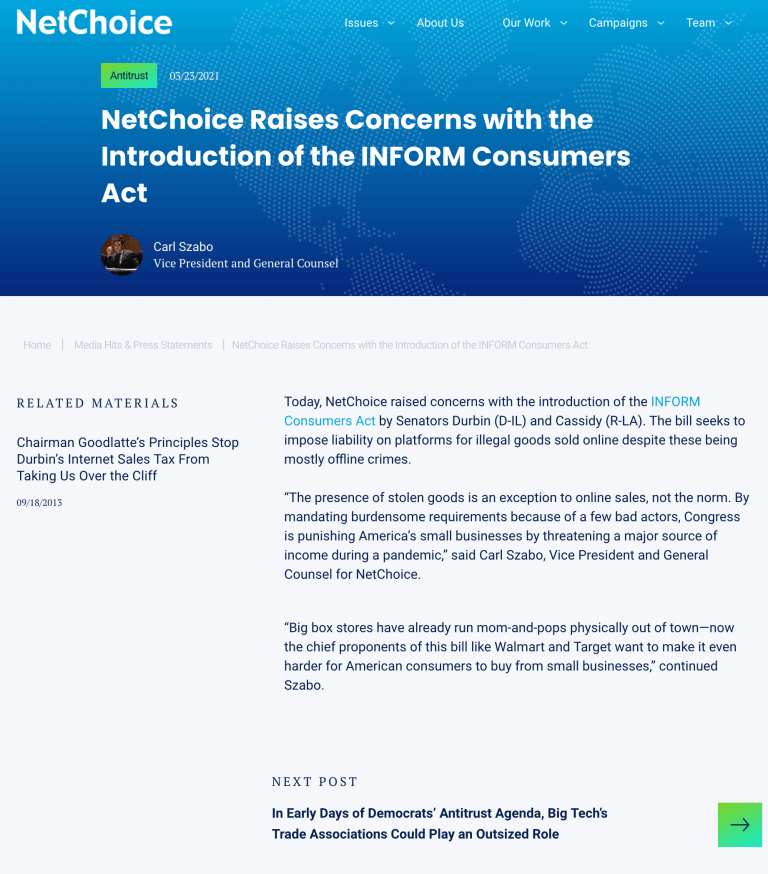 NetChoice
Issues
About Us
Our Work
Campaigns
Team
Antitrust
03/23/2021
NetChoice Raises Concerns with the
Introduction of the INFORM Consumers
Act
Carl Szabo
Vice President and General Counsel
Home | Media Hits & Press Statements | NetChoice Raises Concerns with the Introduction of the INFORM Consumers Act
RELATED MATERIALS
Chairman Goodlatte’s Principles Stop
Durbin’s Internet Sales Tax From
Taking Us Over the Cliff
09/18/2013
Today, NetChoice raised concerns with the introduction of the INFORM
Consumers Act by Senators Durbin (D-IL) and Cassidy (R-LA). The bill seeks to
impose liability on platforms for illegal goods sold online despite these being
mostly offline crimes.
“The presence of stolen goods is an exception to online sales, not the norm. By
mandating burdensome requirements because of a few bad actors, Congress
is punishing America’s small businesses by threatening a major source of
income during a pandemic,” said Carl Szabo, Vice President and General
Counsel for NetChoice.
“Big box stores have already run mom-and-pops physically out of town—now
the chief proponents of this bill like Walmart and Target want to make it even
harder for American consumers to buy from small businesses,” continued
Szabo.
NEXT POST
In Early Days of Democrats’ Antitrust Agenda, Big Tech’s
Trade Associations Could Play an Outsized Role